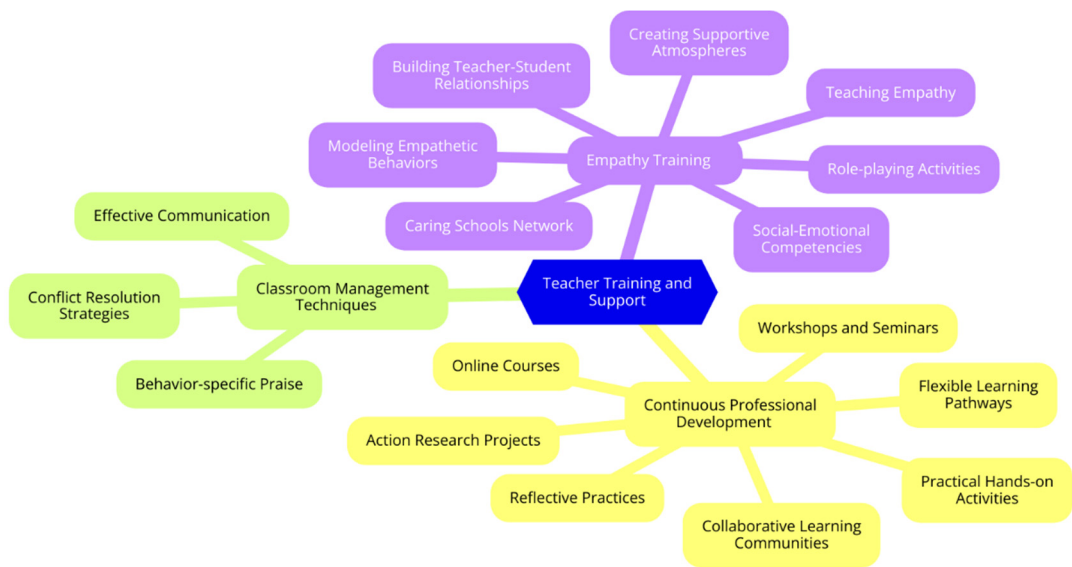 Creating Supportive
Atmospheres
Building Teacher-Student
Relationships
Teaching Empathy
Modeling Empathetic
Behaviors
Empathy Training
Role-playing Activities
Caring Schools Network
Social-Emotional
Competencies
Effective Communication
Classroom Management
Techniques
Conflict Resolution
Strategies
Behavior-specific Praise
Teacher Training and
Support
Workshops and Seminars
Online Courses
Flexible Learning
Pathways
Continuous Professional
Development
Action Research Projects
Practical Hands-on
Activities
Reflective Practices
Collaborative Learning
Communities